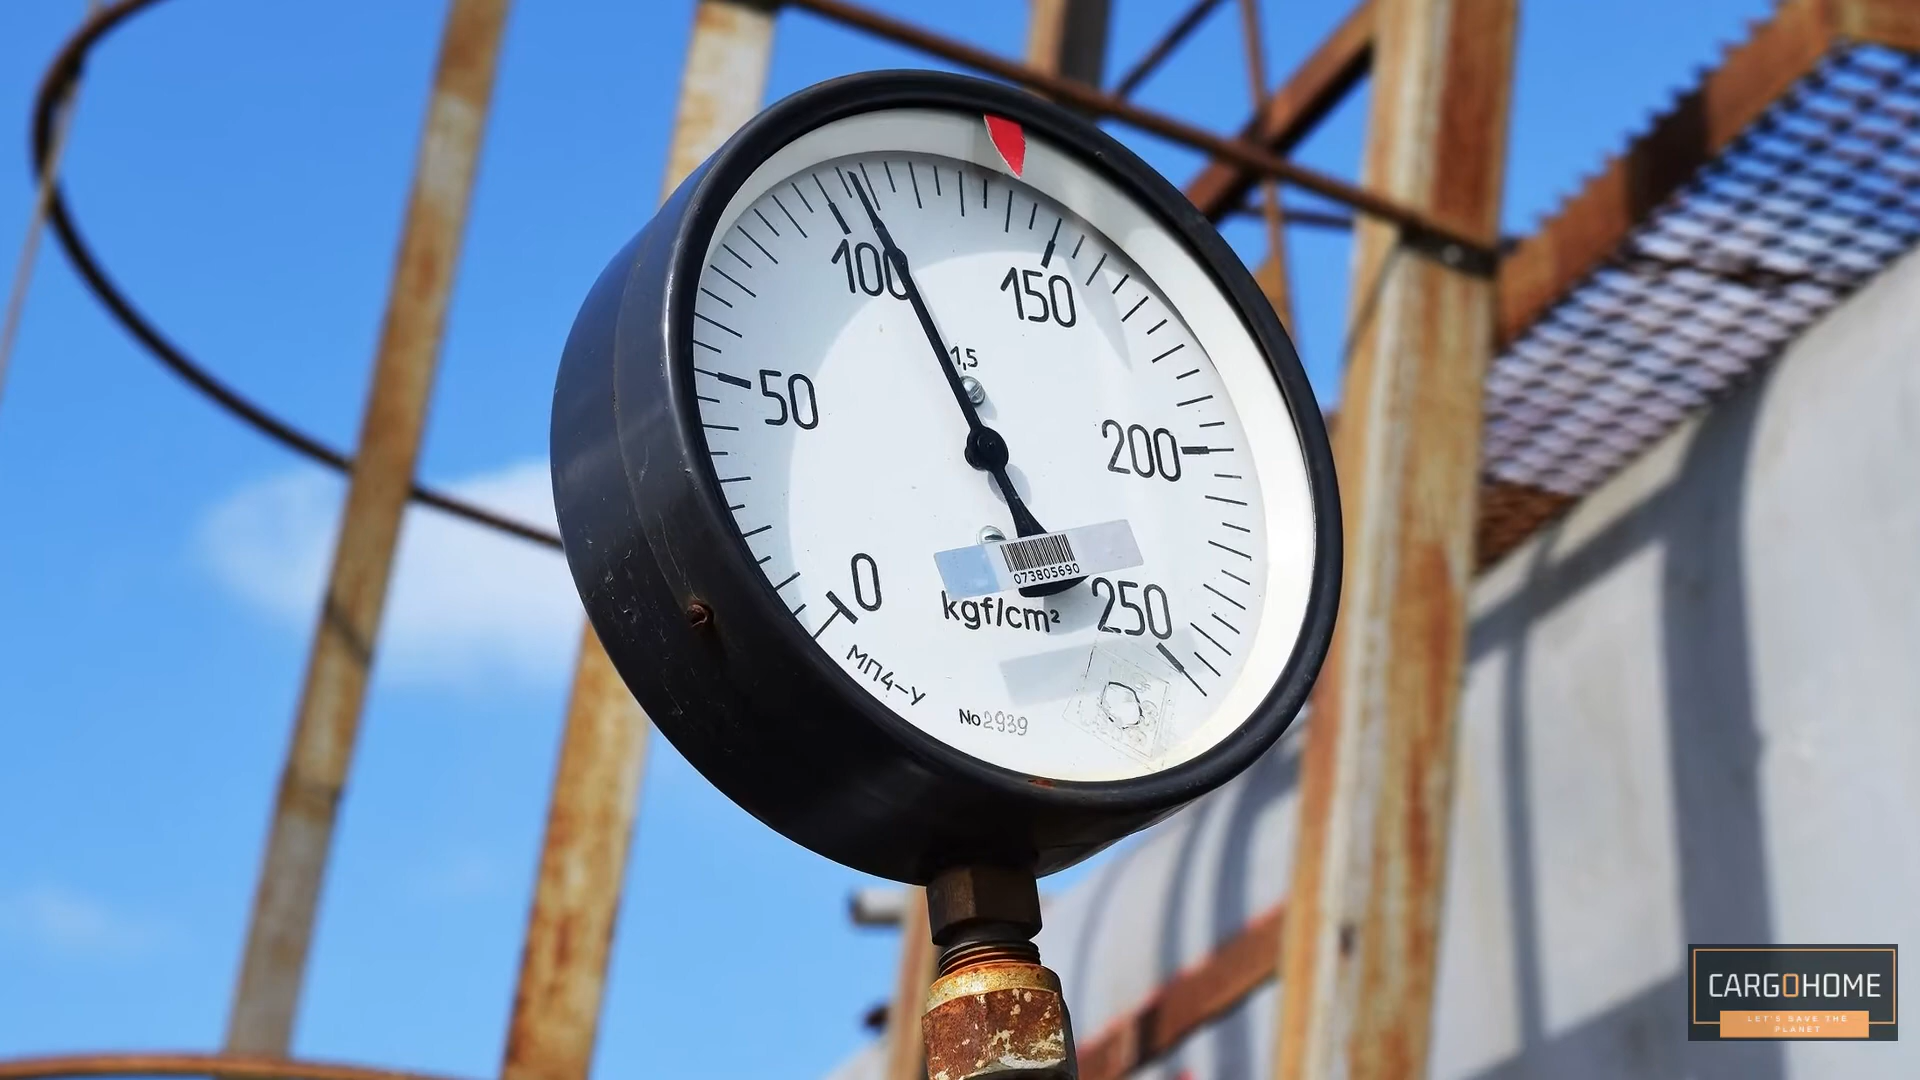 100
150
1,5
50
200
073805690
0
250
kgf/cm²
МП4-У
No2939
CARGOHOME
LET'S SAVE THE
PLANET